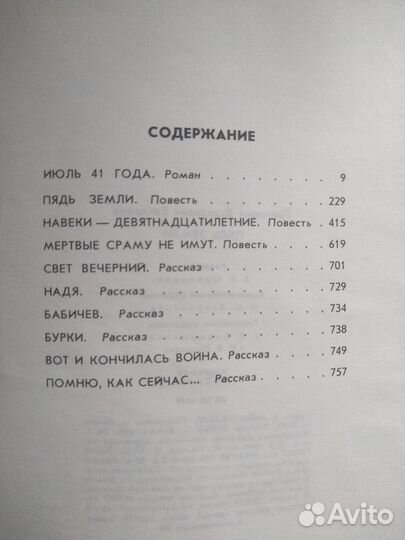 СОДЕРЖАНИЕ
ИЮЛЬ 41 ГОДА. Роман . . . . . . . . 9
ПЯДЬ ЗЕМЛИ. Повесть . . . . . . . 229
НАВЕКИ — ДЕВЯТНАДЦАТИЛЕТНИЕ. Повесть . 415
МЕРТВЫЕ СРАМУ НЕ ИМУТ. Повесть . . . 619
СВЕТ ВЕЧЕРНИЙ. Рассказ . . . . . . 701
НАДЯ. Рассказ . . . . . . . . . 729
БАБИЧЕВ. Рассказ . . . . . . . . 734
БУРКИ. Рассказ . . . . . . . . 738
ВОТ И КОНЧИЛАСЬ ВОЙНА. Рассказ . . . . 749
ПОМНЮ, КАК СЕЙЧАС... Рассказ . . . . 757
Avito